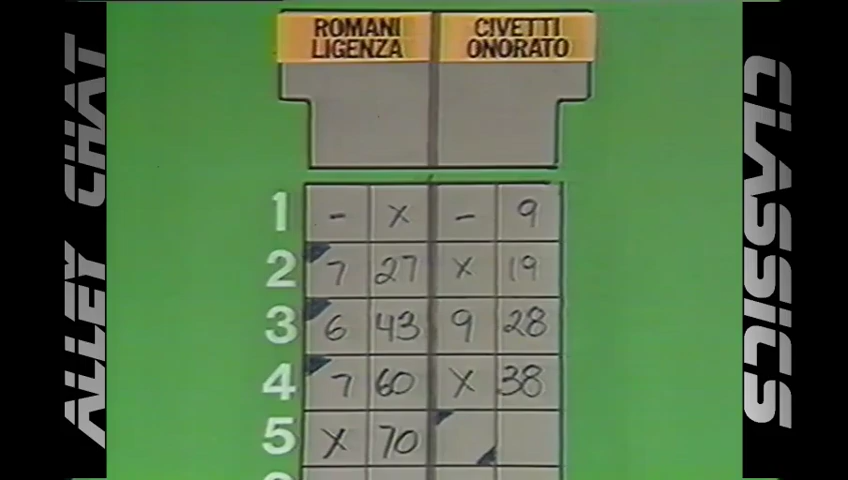 ALLEY CHAT
ROMANI CIVETTI
LIGENZA ONORATO
1 - X - 9
2 7 27 X 19
3 6 43 9 28
4 7 60 X 38
5 X 70
CLASSICS